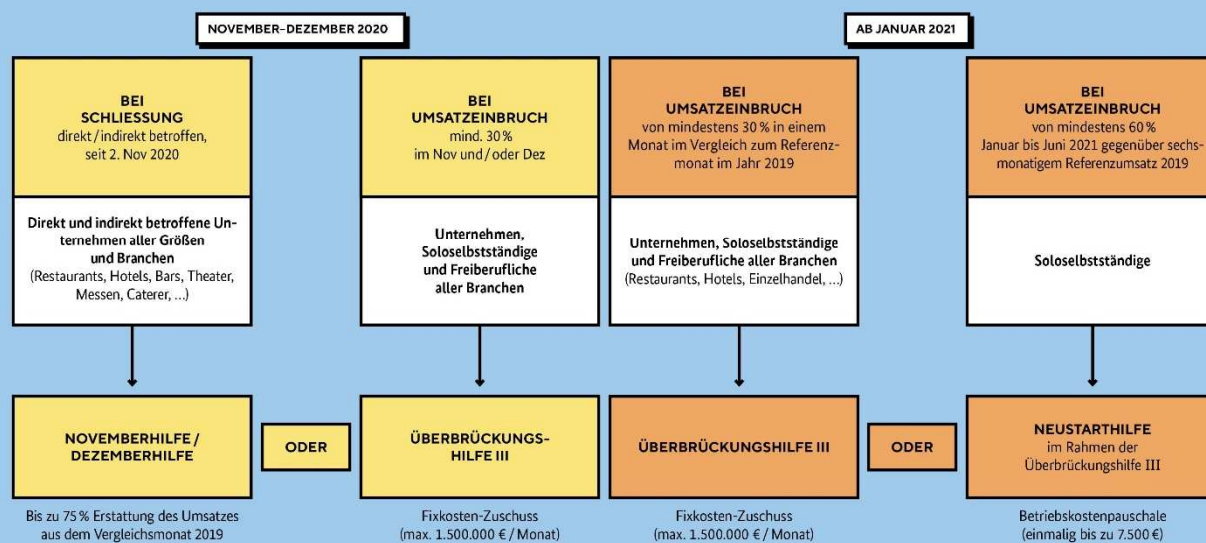 NOVEMBER–DEZEMBER 2020
BEI
SCHLIESSUNG
direkt/indirekt betroffen,
seit 2. Nov 2020
Direkt und indirekt betroffene Un-
ternehmen aller Größen
und Branchen
(Restaurants, Hotels, Bars, Theater,
Messen, Caterer, ...)
NOVEMBERHILFE /
DEZEMBERHILFE
Bis zu 75 % Erstattung des Umsatzes
aus dem Vergleichsmonat 2019
ODER
BEI
UMSATZEINBRUCH
mind. 30 %
im Nov und / oder Dez
Unternehmen,
Soloselbstständige
und Freiberufliche
aller Branchen
ÜBERBRÜCKUNGS-
HILFE III
Fixkosten-Zuschuss
(max. 1.500.000 € / Monat)
AB JANUAR 2021
BEI
UMSATZEINBRUCH
von mindestens 30 % in einem
Monat im Vergleich zum Referenz-
monat im Jahr 2019
Unternehmen, Soloselbstständige
und Freiberufliche aller Branchen
(Restaurants, Hotels, Einzelhandel, ...)
ÜBERBRÜCKUNGSHILFE III
Fixkosten-Zuschuss
(max. 1.500.000 € / Monat)
ODER
BEI
UMSATZEINBRUCH
von mindestens 60 %
Januar bis Juni 2021 gegenüber sechs-
monatigem Referenzumsatz 2019
Soloselbstständige
NEUSTARTHILFE
im Rahmen der
Überbrückungshilfe III
Betriebskostenpauschale
(einmalig bis zu 7.500 €)